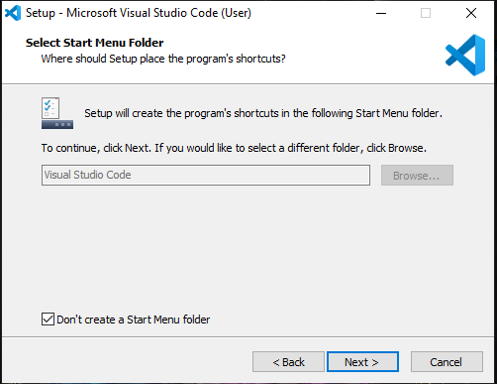 Setup - Microsoft Visual Studio Code (User)
Select Start Menu Folder
Where should Setup place the program's shortcuts?
Setup will create the program's shortcuts in the following Start Menu folder.
To continue, click Next. If you would like to select a different folder, click Browse.
Visual Studio Code
Browse...
Don't create a Start Menu folder
< Back
Next >
Cancel